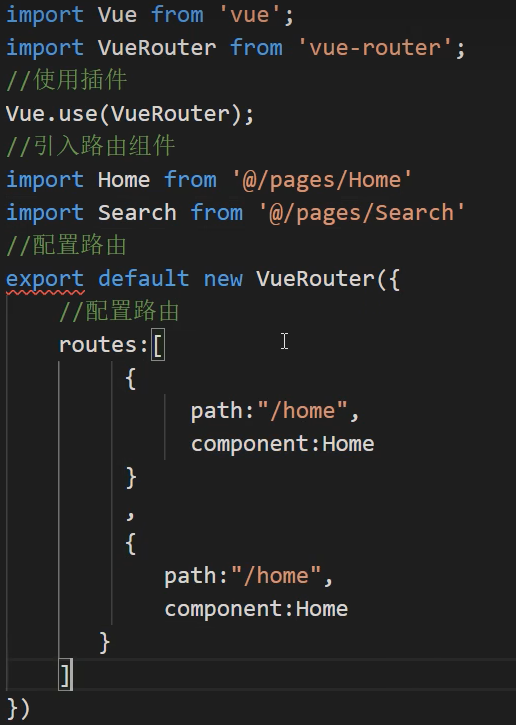 import Vue from 'vue';
import VueRouter from 'vue-router';
//使用插件
Vue.use(VueRouter);
//引入路由组件
import Home from '@/pages/Home'
import Search from '@/pages/Search'
//配置路由
export default new VueRouter({
    //配置路由
    routes:[
         {
              path:"/home",
              component:Home
         }
         ,
         {
            path:"/home",
            component:Home
       }
    ]
})